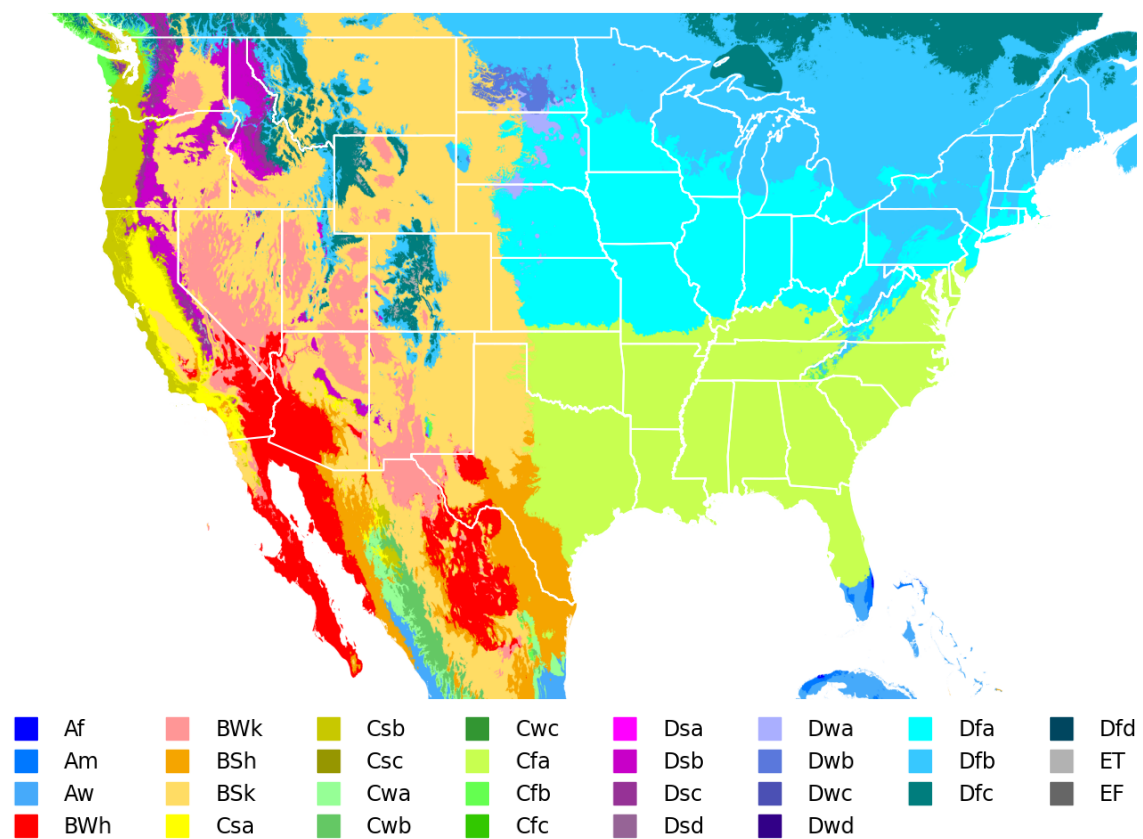 Af BWk Csb Cwc Dsa Dwa Dfa Dfd
Am BSh Csc Cfa Dsb Dwb Dfb ET
Aw BSk Cwa Cfb Dsc Dwc Dfc EF
BWh Csa Cwb Cfc Dsd Dwd